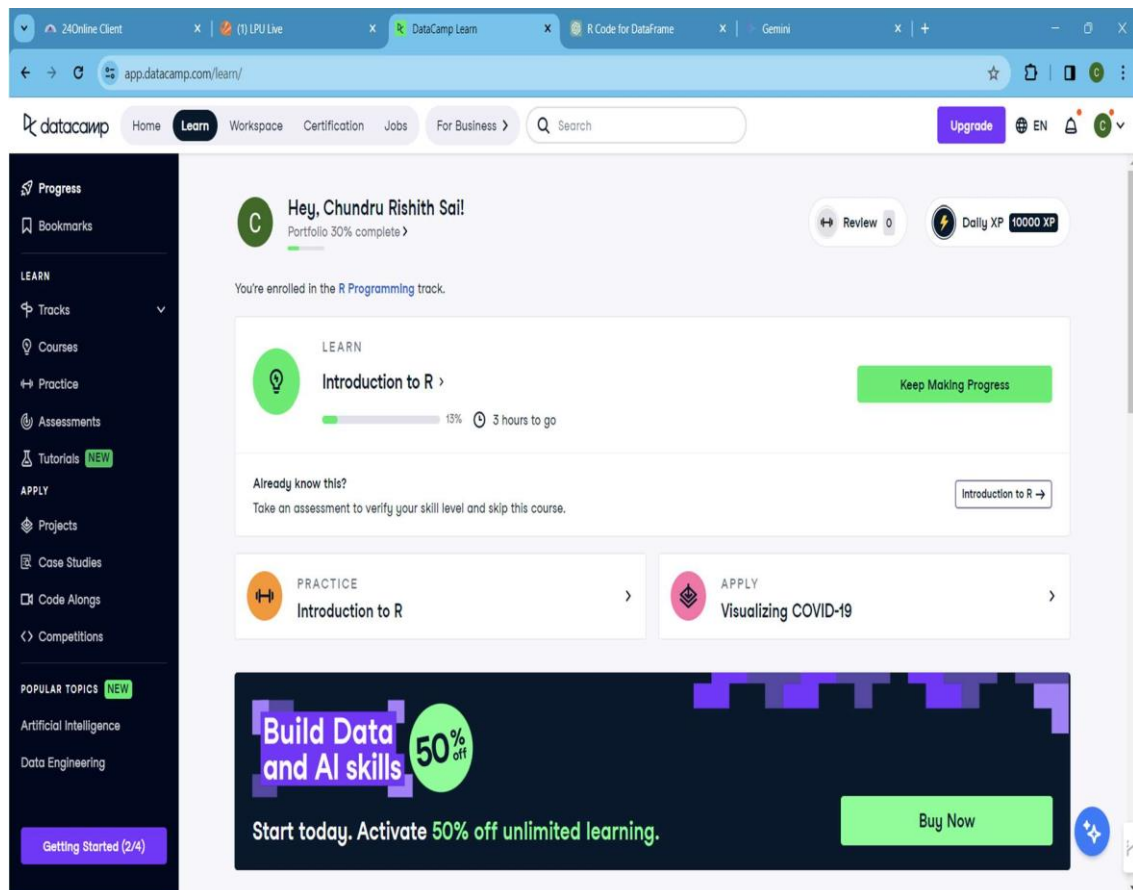 24Online Client
(1) LPU Live
DataCamp Learn
R Code for DataFrame
Gemini
app.datacamp.com/learn/
C
datacamp
Home
Learn
Workspace
Certification
Jobs
For Business
Search
Upgrade
EN
C
Progress
Bookmarks
LEARN
Tracks
Courses
Practice
Assessments
Tutorials NEW
APPLY
Projects
Case Studies
Code Alongs
Competitions
POPULAR TOPICS NEW
Artificial Intelligence
Data Engineering
Getting Started (2/4)
C
Hey, Chundru Rishith Sai!
Portfolio 30% complete
Review 0
Daily XP 10000 XP
You're enrolled in the R Programming track.
LEARN
Introduction to R
13% 3 hours to go
Keep Making Progress
Already know this?
Take an assessment to verify your skill level and skip this course.
Introduction to R →
PRACTICE
Introduction to R
APPLY
Visualizing COVID-19
Build Data
and AI skills
50% off
Start today. Activate 50% off unlimited learning.
Buy Now